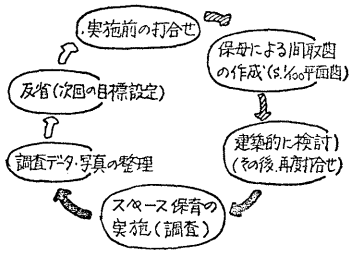 実施前の打合せ
保母による間取図
の作成(S.1/100平面図)
建築的に検討
(その後、再度打合せ)
スペース保育の
実施(調査)
調査データ・写真の整理
反省(次回の目標設定)